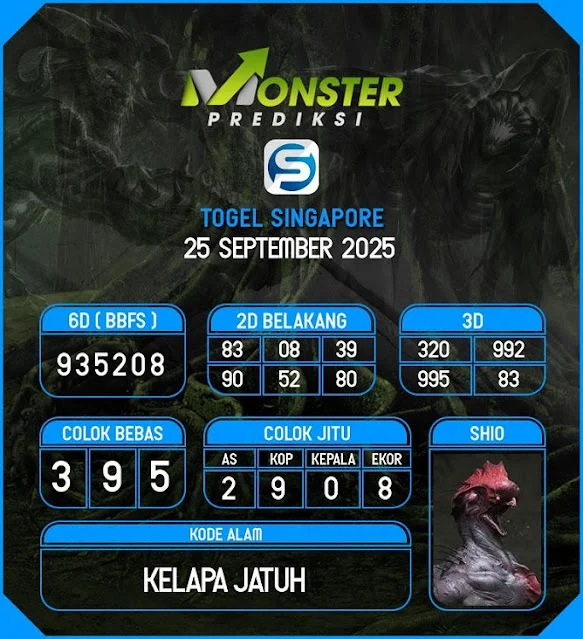 MONSTER
PREDIKSI
S
TOGEL SINGAPORE
25 SEPTEMBER 2025
6D ( BBFS )
935208
2D BELAKANG
83 08 39
90 52 80
3D
320 992
995 83
COLOK BEBAS
3 9 5
COLOK JITU
AS KOP KEPALA EKOR
2 9 0 8
SHIO
KODE ALAM
KELAPA JATUH